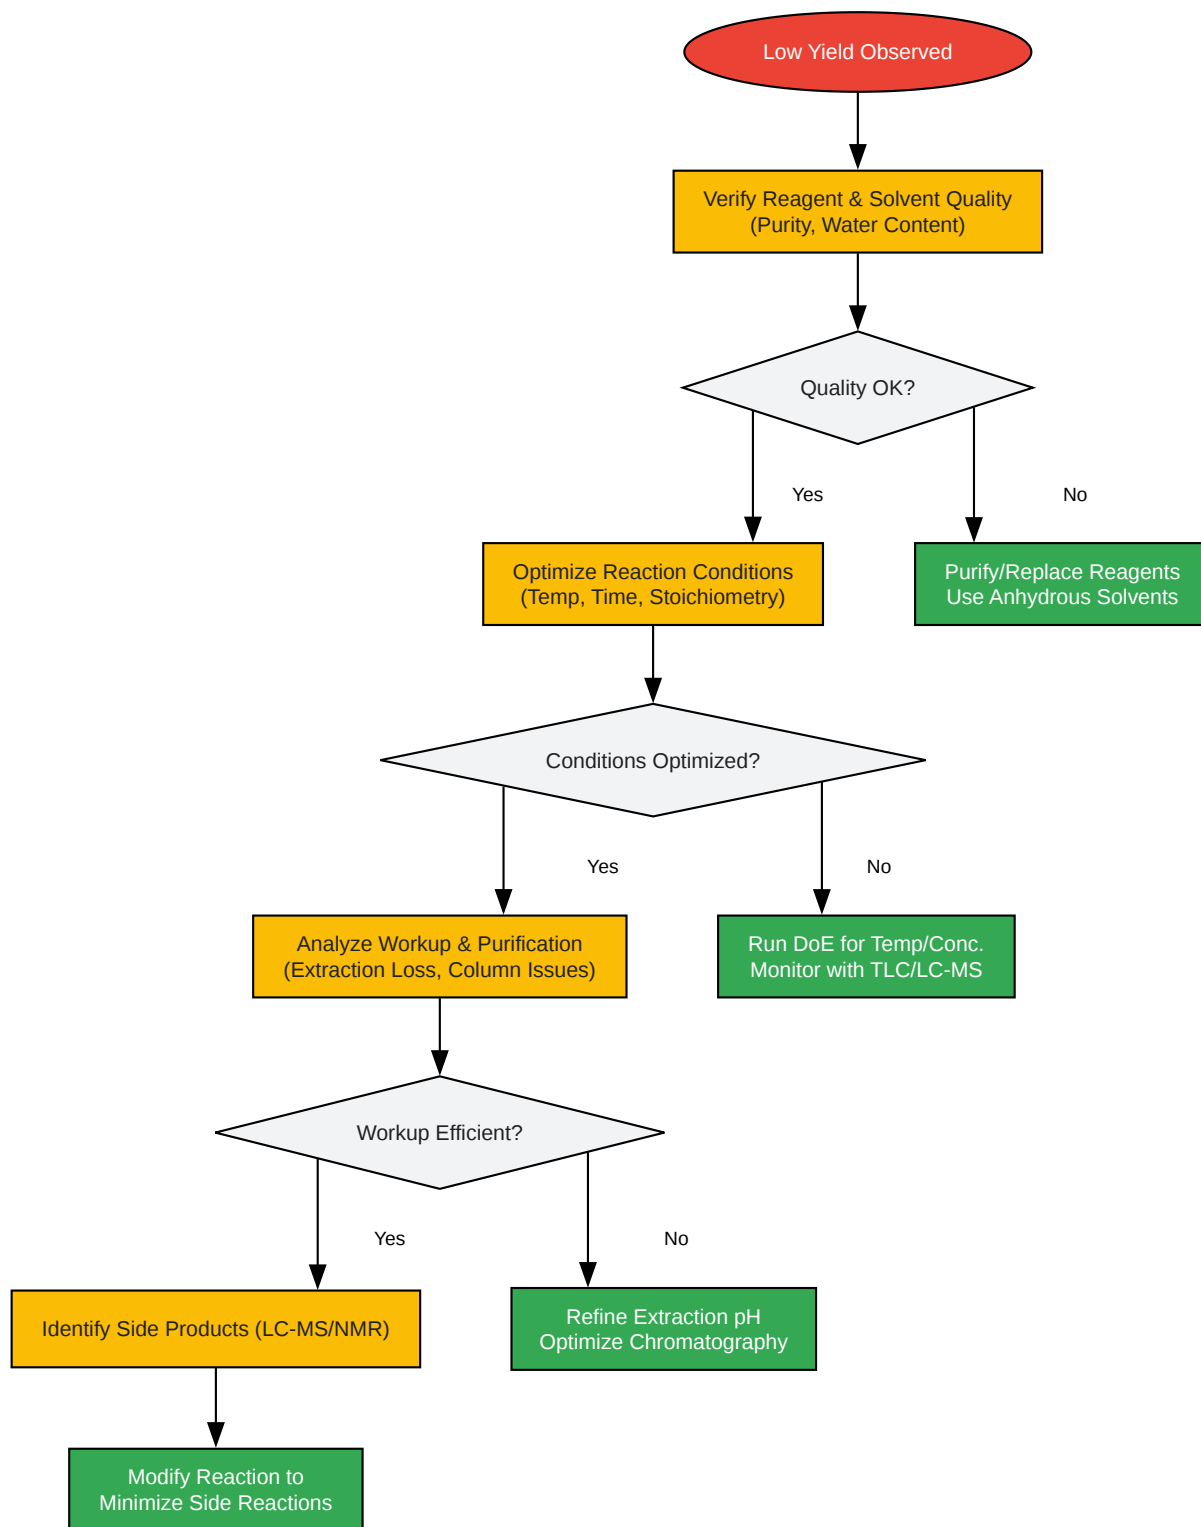 Low Yield Observed
Verify Reagent & Solvent Quality
(Purity, Water Content)
Quality OK?
Yes
No
Optimize Reaction Conditions
(Temp, Time, Stoichiometry)
Purify/Replace Reagents
Use Anhydrous Solvents
Conditions Optimized?
Yes
No
Analyze Workup & Purification
(Extraction Loss, Column Issues)
Run DoE for Temp/Conc.
Monitor with TLC/LC-MS
Workup Efficient?
Yes
No
Identify Side Products (LC-MS/NMR)
Refine Extraction pH
Optimize Chromatography
Modify Reaction to
Minimize Side Reactions